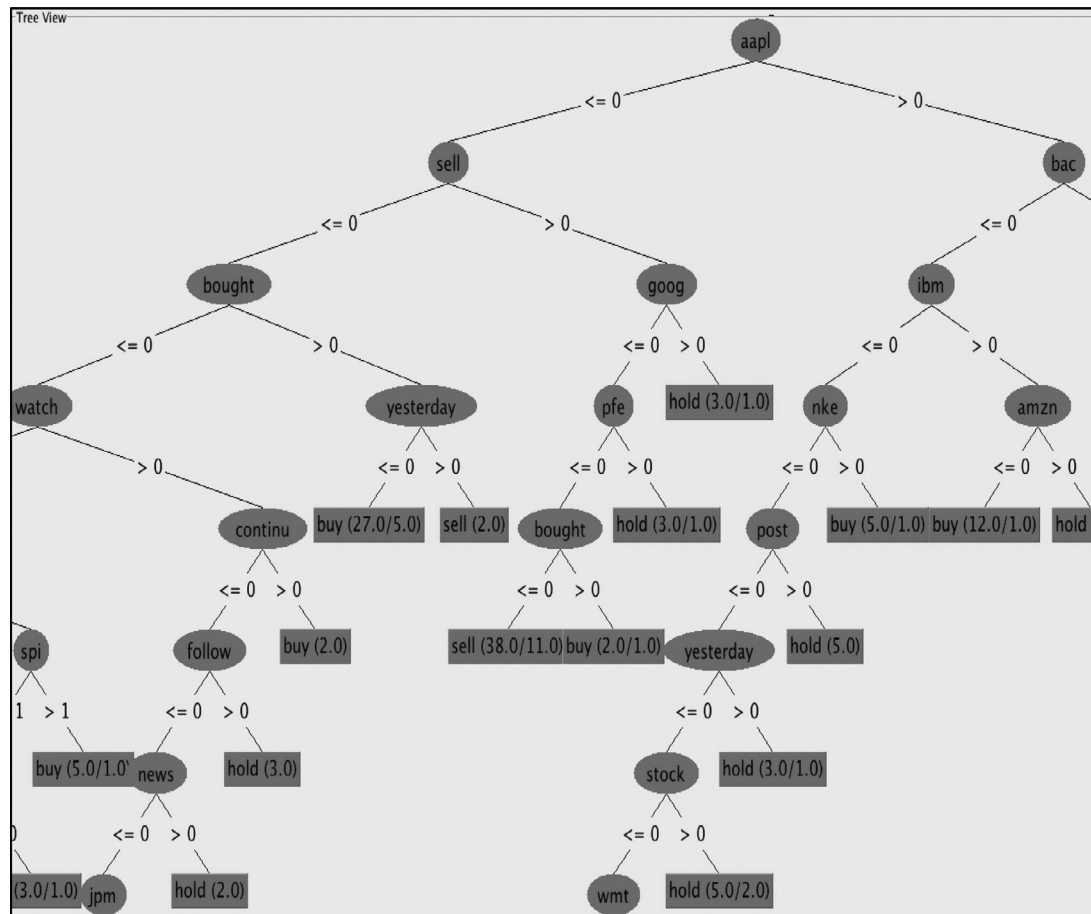 Tree View
aapl
<= 0 > 0
sell bac
<= 0 > 0 <= 0
bought goog ibm
<= 0 > 0 <= 0 > 0 <= 0 > 0
watch yesterday pfe hold (3.0/1.0) nke amzn
> 0 <= 0 > 0 <= 0 > 0 <= 0 > 0 <= 0 > 0
continu buy (27.0/5.0) sell (2.0) bought hold (3.0/1.0) post buy (5.0/1.0) buy (12.0/1.0) hold
<= 0 > 0 <= 0 > 0 <= 0 > 0
spi follow buy (2.0) sell (38.0/11.0) buy (2.0/1.0) yesterday hold (5.0)
1 > 1 <= 0 > 0 <= 0 > 0
buy (5.0/1.0) news hold (3.0) stock hold (3.0/1.0)
<= 0 > 0 <= 0 > 0
(3.0/1.0) jpm hold (2.0) wmt hold (5.0/2.0)